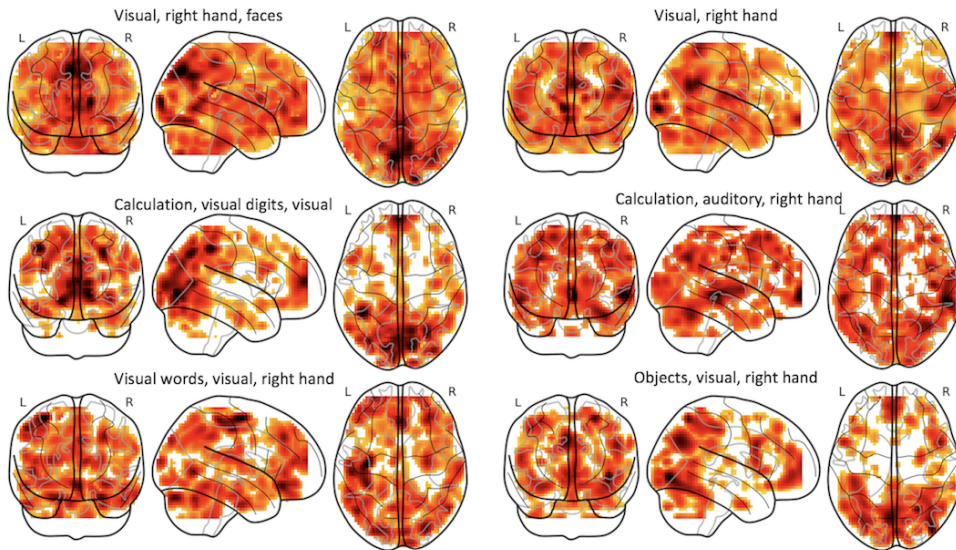 Visual, right hand, faces
L R
Visual, right hand
L R
Calculation, visual digits, visual
L R
Calculation, auditory, right hand
L R
Visual words, visual, right hand
L R
Objects, visual, right hand
L R